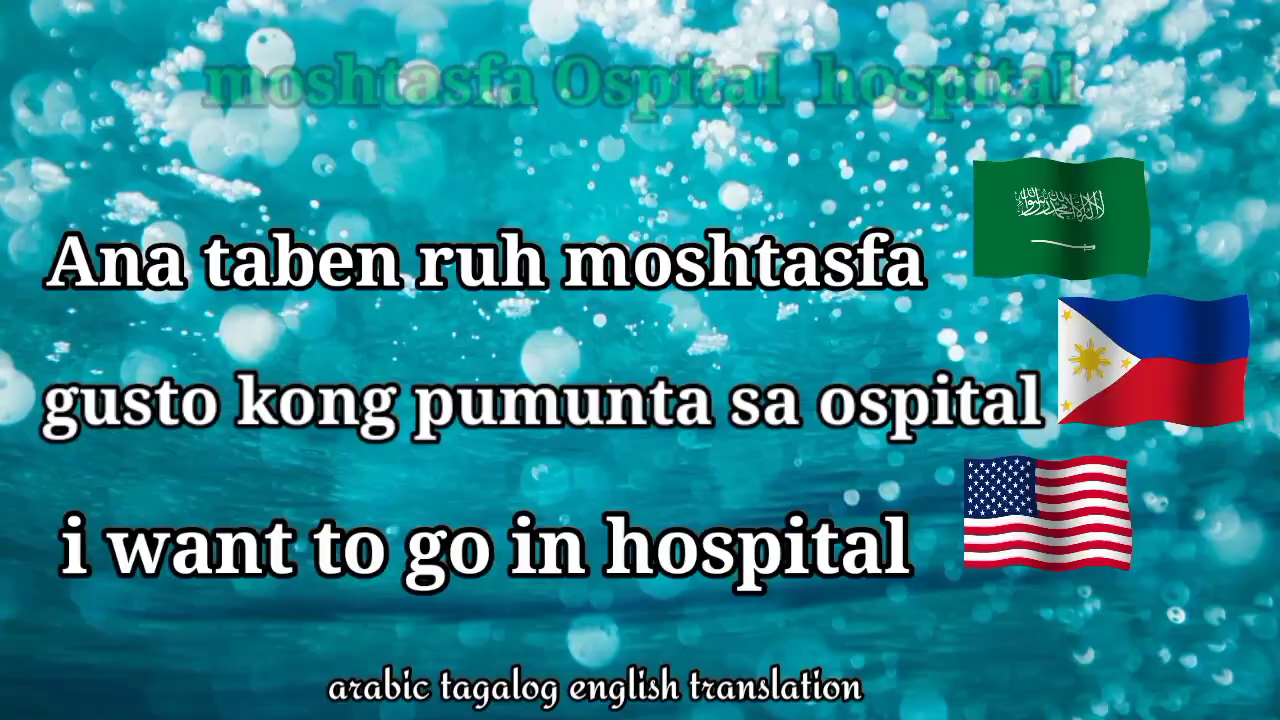 moshtasfa Ospital hospital
Ana taben ruh moshtasfa
gusto kong pumunta sa ospital
i want to go in hospital
arabic tagalog english translation